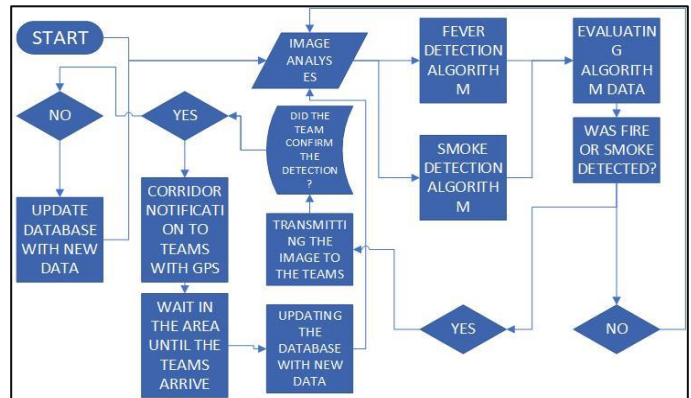 START
IMAGE
ANALYS
ES
FEVER
DETECTION
ALGORITH
M
EVALUATIN
G
ALGORITH
M DATA
NO
YES
DID THE
TEAM
CONFIRM
THE
DETECTION
?
SMOKE
DETECTION
ALGORITH
M
WAS FIRE
OR SMOKE
DETECTED?
UPDATE
DATABASE
WITH NEW
DATA
CORRIDOR
NOTIFICATI
ON TO
TEAMS
WITH GPS
TRANSMITTI
NG THE
IMAGE TO
THE TEAMS
WAIT IN
THE AREA
UNTIL THE
TEAMS
ARRIVE
UPDATING
THE
DATABASE
WITH NEW
DATA
YES
NO